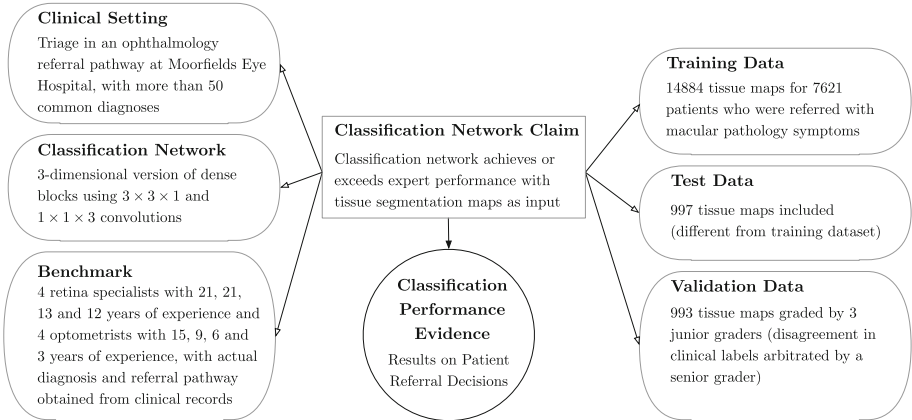 Clinical Setting
Triage in an ophthalmology
referral pathway at Moorfields Eye
Hospital, with more than 50
common diagnoses
Classification Network
3-dimensional version of dense
blocks using 3 × 3 × 1 and
1 × 1 × 3 convolutions
Benchmark
4 retina specialists with 21, 21,
13 and 12 years of experience and
4 optometrists with 15, 9, 6 and
3 years of experience, with actual
diagnosis and referral pathway
obtained from clinical records
Classification Network Claim
Classification network achieves or
exceeds expert performance with
tissue segmentation maps as input
Classification
Performance
Evidence
Results on Patient
Referral Decisions
Training Data
14884 tissue maps for 7621
patients who were referred with
macular pathology symptoms
Test Data
997 tissue maps included
(different from training dataset)
Validation Data
993 tissue maps graded by 3
junior graders (disagreement in
clinical labels arbitrated by a
senior grader)